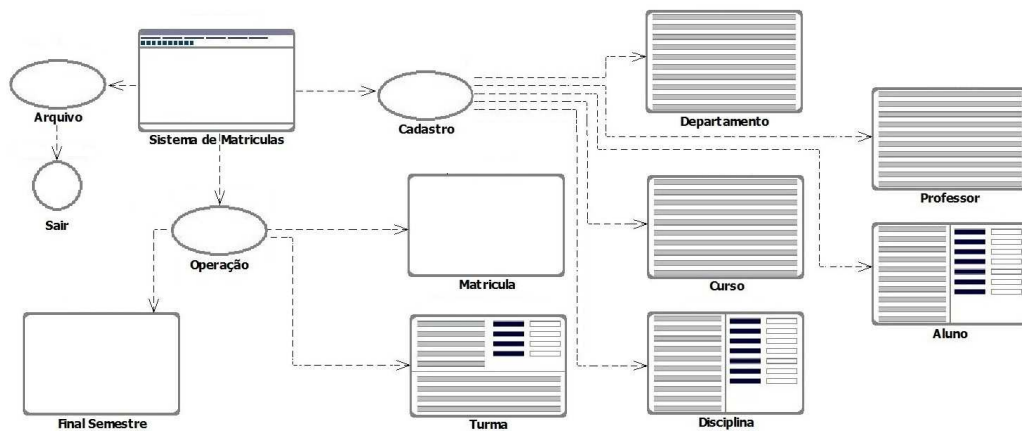 Arquivo
Sistema de Matriculas
Cadastro
Departamento
Professor
Sair
Operação
Matricula
Curso
Aluno
Final Semestre
Turma
Disciplina